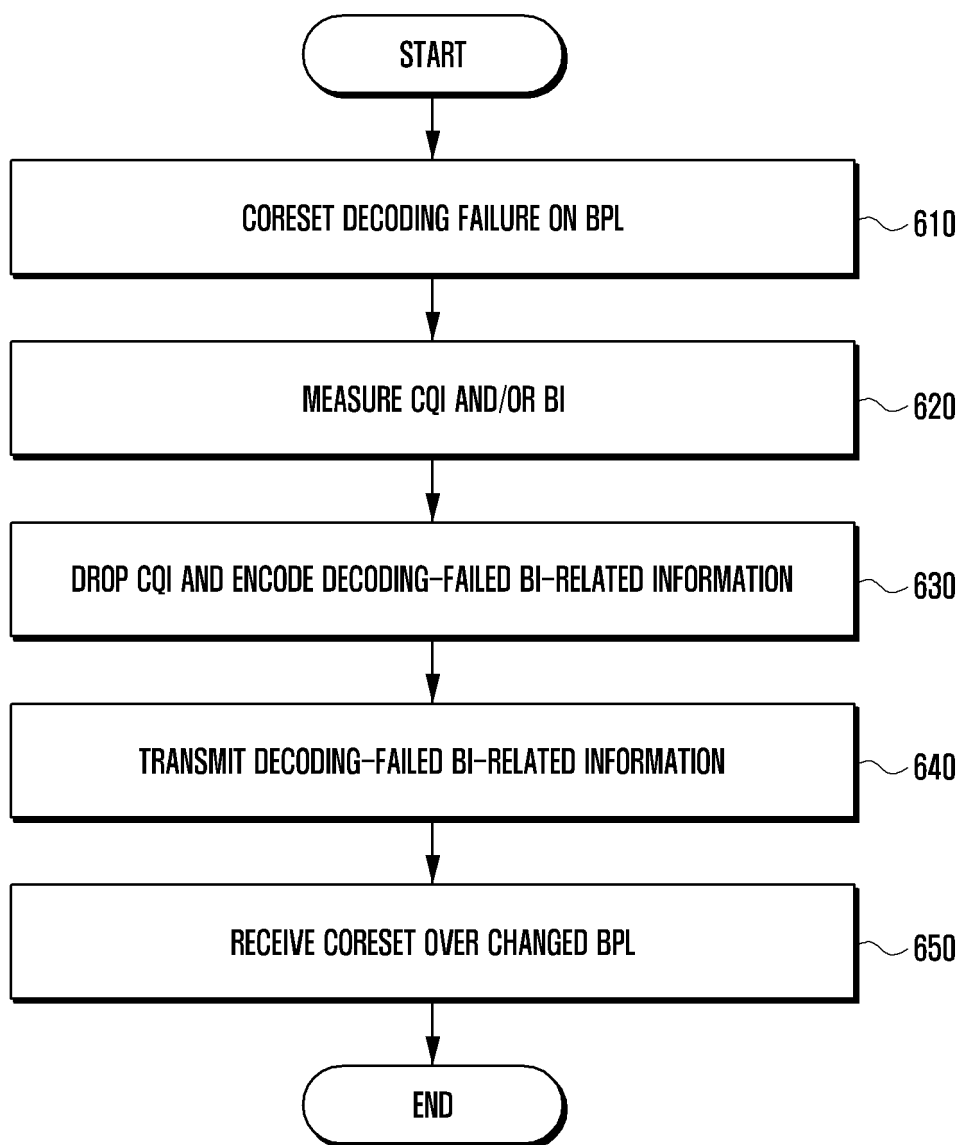 START
CORESET DECODING FAILURE ON BPL
610
MEASURE CQI AND/OR BI
620
DROP CQI AND ENCODE DECODING-FAILED BI-RELATED INFORMATION
630
TRANSMIT DECODING-FAILED BI-RELATED INFORMATION
640
RECEIVE CORESET OVER CHANGED BPL
650
END